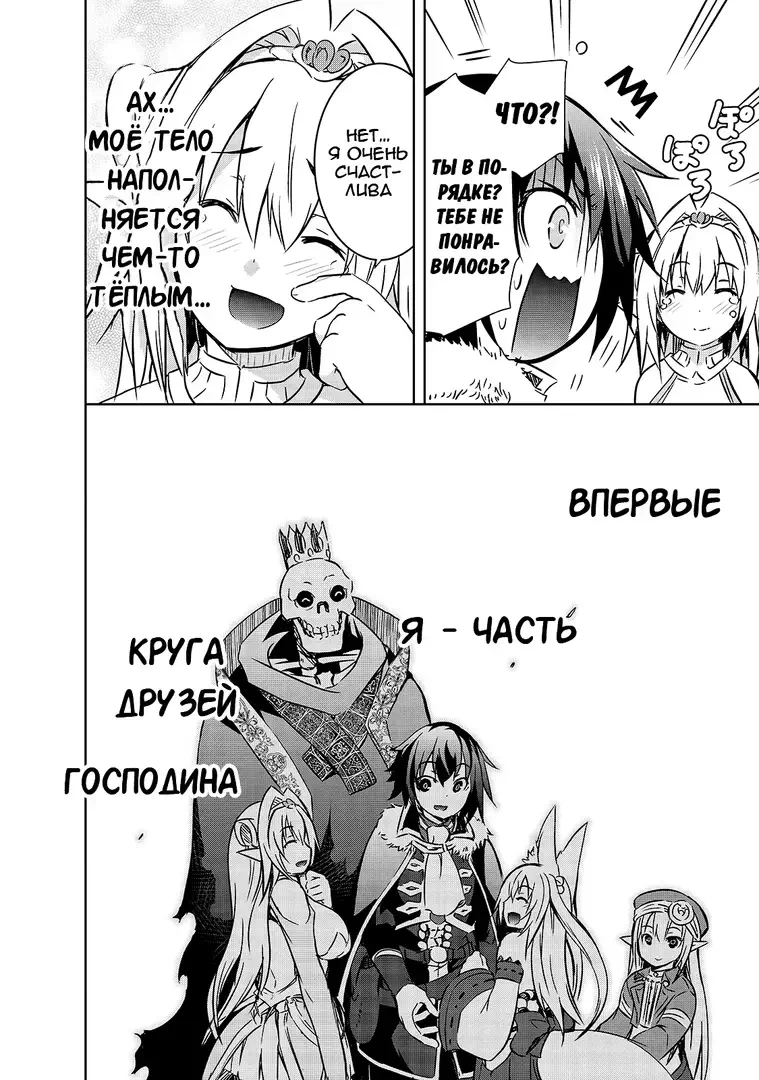 ЧТО?!
ТЫ В ПО-
РЯДКЕ?
ТЕБЕ НЕ
ПОНРА-
ВИЛОСЬ?
ぽろ
ぽろ
НЕТ...
Я ОЧЕНЬ
СЧАСТ-
ЛИВА
АХ...
МОЁ ТЕЛО
НАПОЛ-
НЯЕТСЯ
ЧЕМ-ТО
ТЁПЛЫМ...
ВПЕРВЫЕ
Я - ЧАСТЬ
КРУГА
ДРУЗЕЙ
ГОСПОДИНА